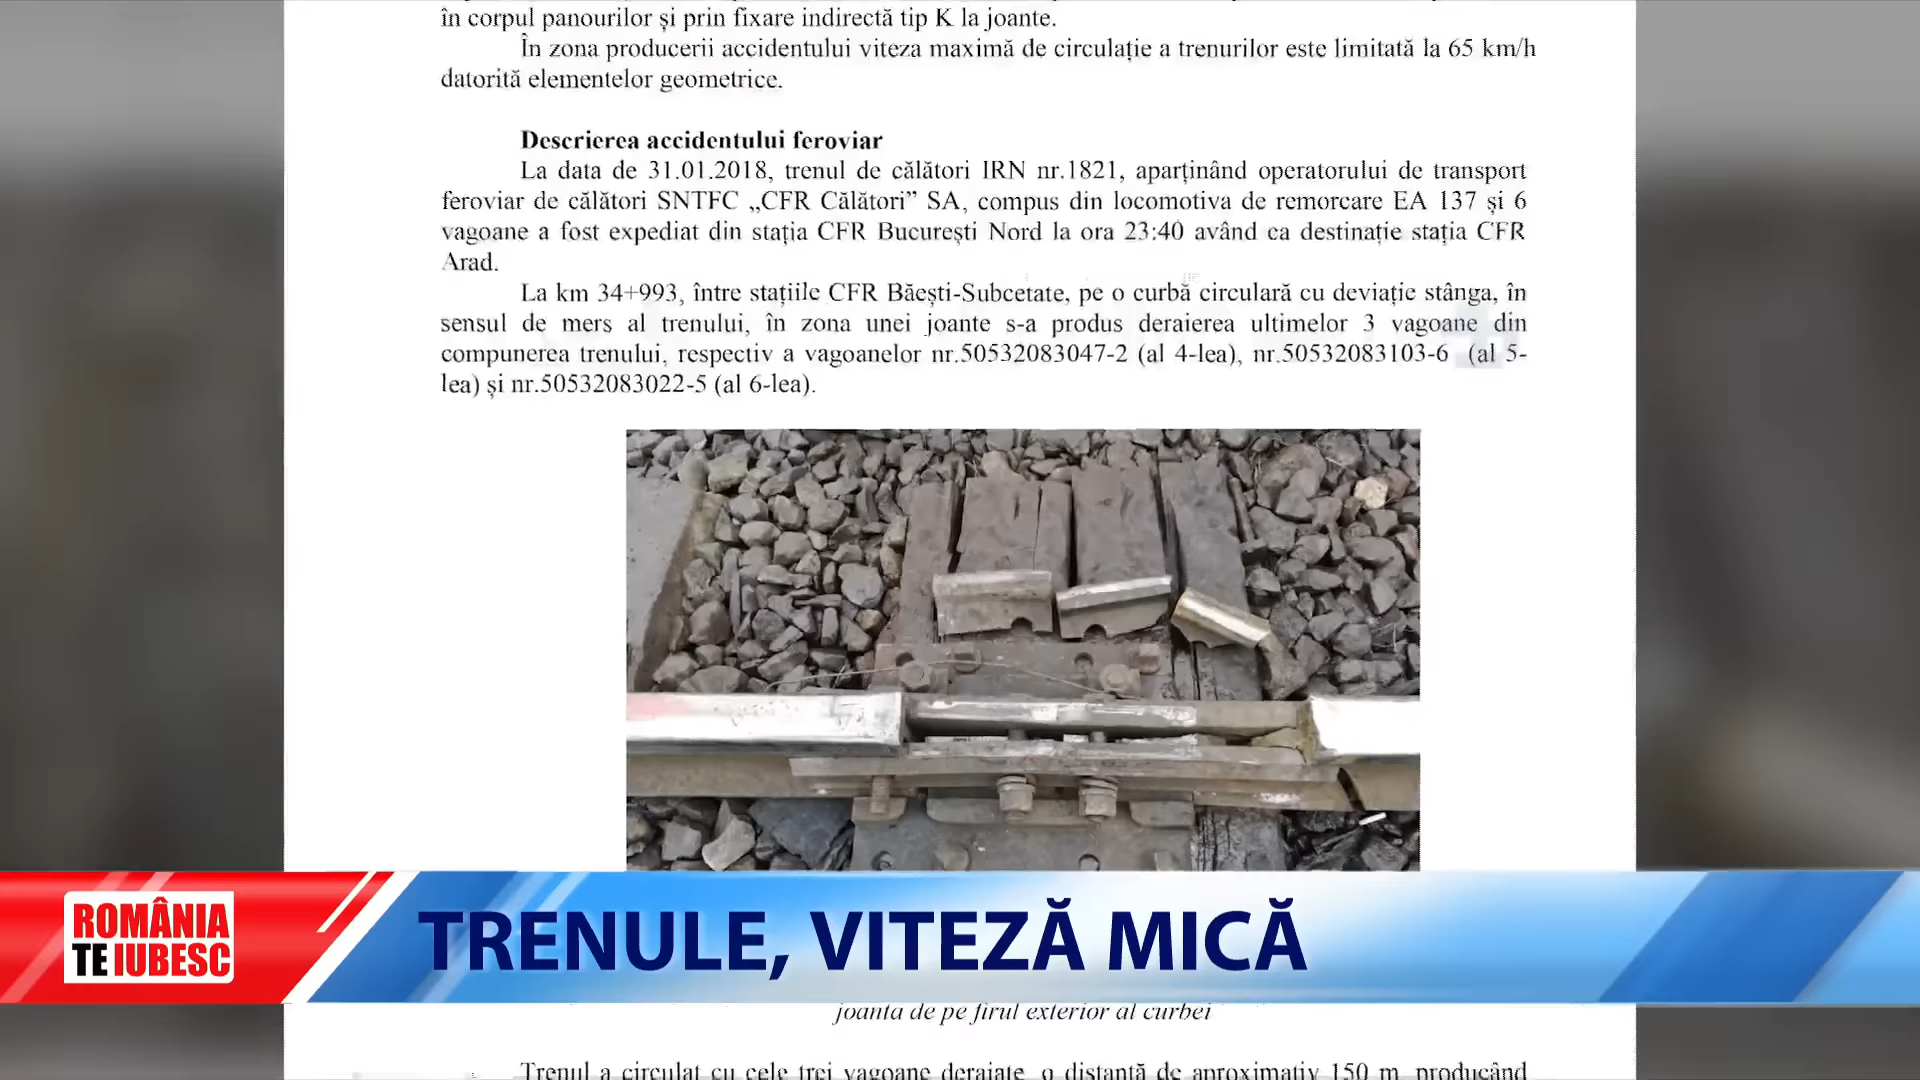 în corpul panourilor și prin fixare indirectă tip K la joante.
În zona producerii accidentului viteza maximă de circulație a trenurilor este limitată la 65 km/h
datorită elementelor geometrice.
Descrierea accidentului feroviar
La data de 31.01.2018, trenul de călători IRN nr.1821, aparținând operatorului de transport
feroviar de călători SNTFC „CFR Călători” SA, compus din locomotiva de remorcare EA 137 și 6
vagoane a fost expediat din stația CFR București Nord la ora 23:40 având ca destinație stația CFR
Arad.
La km 34+993, între stațiile CFR Băești-Subcetate, pe o curbă circulară cu deviație stânga, în
sensul de mers al trenului, în zona unei joante s-a produs deraierea ultimelor 3 vagoane din
compunerea trenului, respectiv a vagoanelor nr.50532083047-2 (al 4-lea), nr.50532083103-6 (al 5-
lea) și nr.50532083022-5 (al 6-lea).
ROMÂNIA
TE IUBESC
TRENULE, VITEZĂ MICĂ
joanta de pe firul exterior al curbei
Trenul a circulat cu cele trei vagoane deraiate, o distanță de aproximativ 150 m, producând